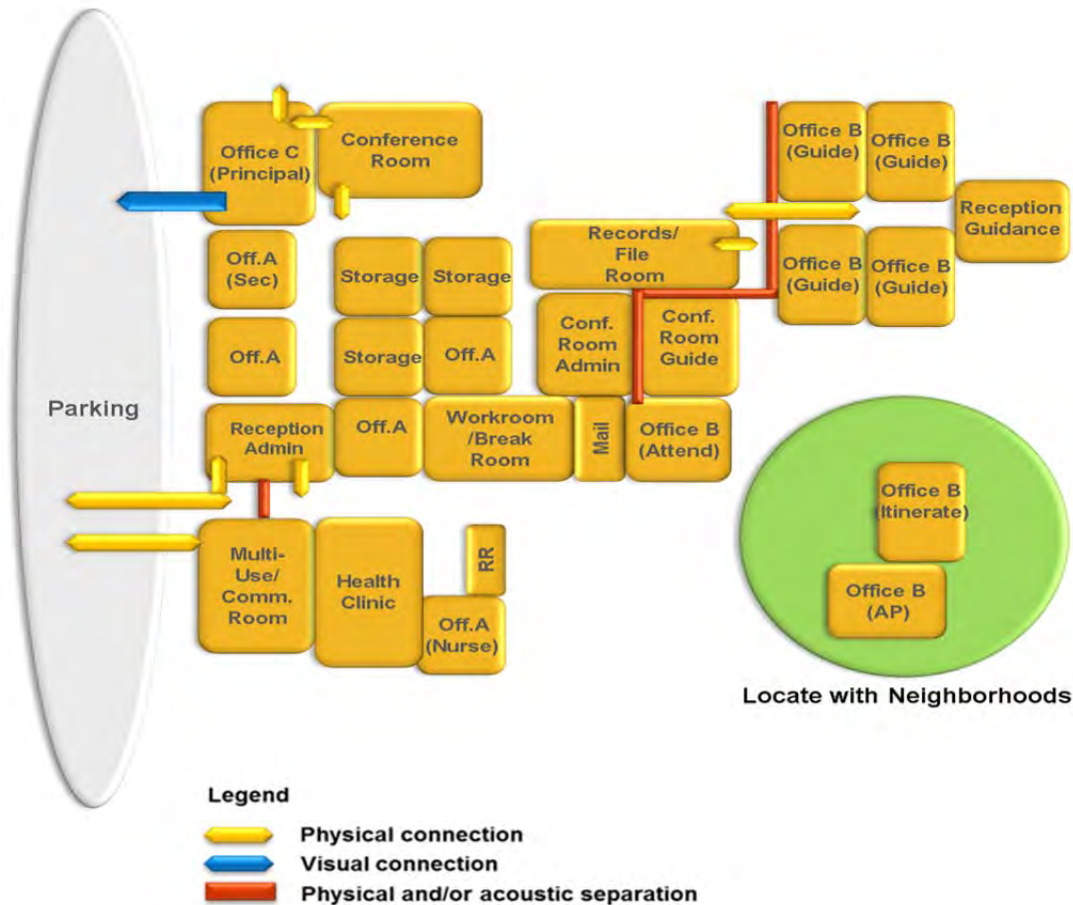 Office C
(Principal)
Conference
Room
Office B
(Guide)
Office B
(Guide)
Reception
Guidance
Off.A
(Sec)
Storage
Storage
Records/
File
Room
Office B
(Guide)
Office B
(Guide)
Off.A
Storage
Off.A
Conf.
Room
Admin
Conf.
Room
Guide
Parking
Reception
Admin
Off.A
Workroom
/Break
Room
Mail
Office B
(Attend)
Multi-
Use/
Comm.
Room
Health
Clinic
RR
Off.A
(Nurse)
Office B
(Itinerate)
Office B
(AP)
Locate with Neighborhoods
Legend
Physical connection
Visual connection
Physical and/or acoustic separation